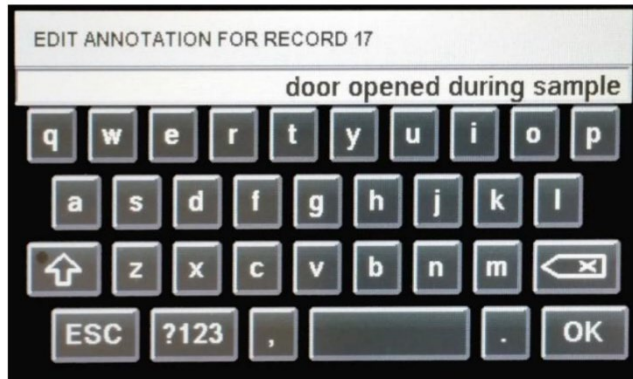 EDIT ANNOTATION FOR RECORD 17
door opened during sample
q w e r t y u i o p
a s d f g h j k l
z x c v b n m
ESC ?123 , . OK